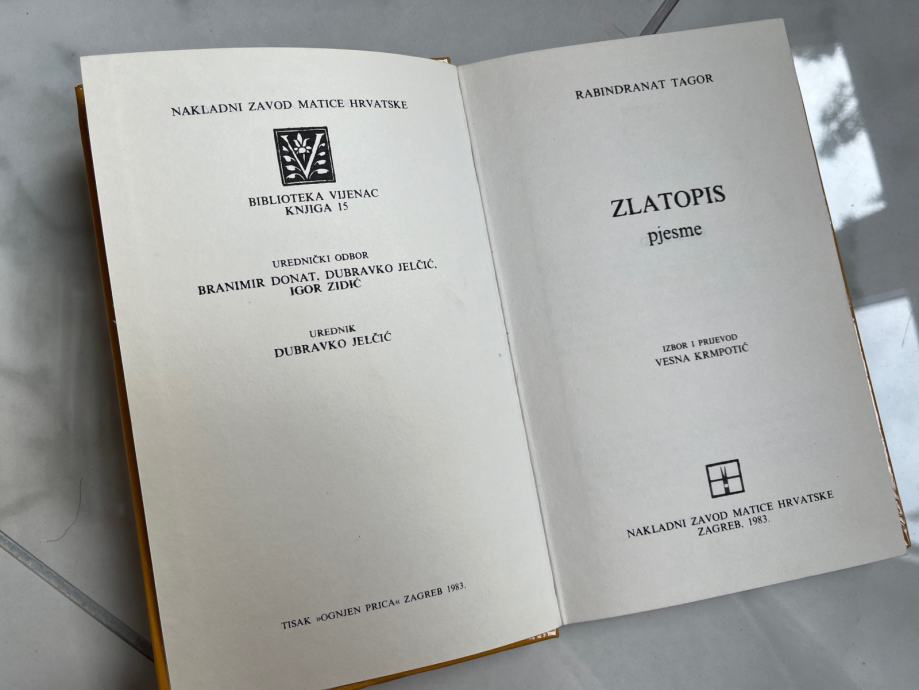 NAKLADNI ZAVOD MATICE HRVATSKE
V
BIBLIOTEKA VIJENAC
KNJIGA 15
UREDNIČKI ODBOR
BRANIMIR DONAT, DUBRAVKO JELČIĆ,
IGOR ZIDIĆ
UREDNIK
DUBRAVKO JELČIĆ
TISAK »OGNJEN PRICA« ZAGREB 1983.
RABINDRANAT TAGOR
ZLATOPIS
pjesme
IZBOR I PRIJEVOD
VESNA KRMPOTIĆ
NAKLADNI ZAVOD MATICE HRVATSKE
ZAGREB, 1983.